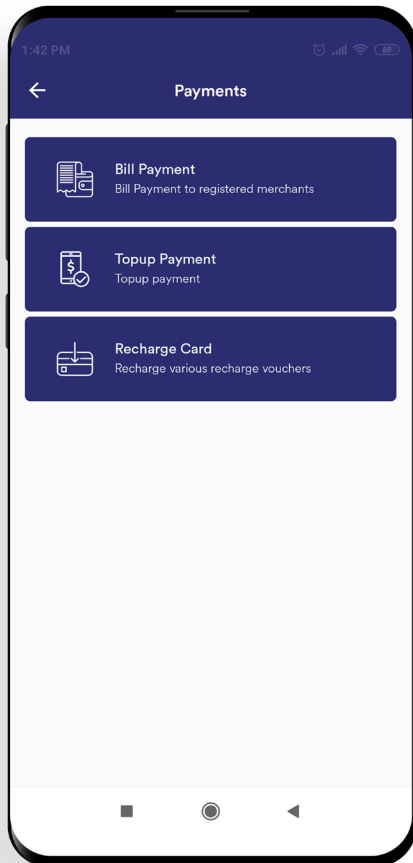 1:42 PM
69
Payments
Bill Payment
Bill Payment to registered merchants
$
Topup Payment
Topup payment
Recharge Card
Recharge various recharge vouchers